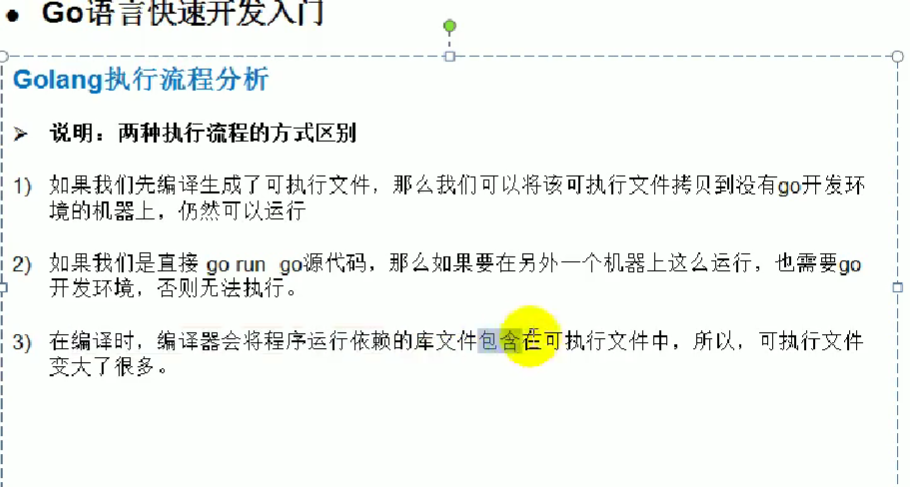 ● Go语言快速开发入门
Golang执行流程分析
➢ 说明：两种执行流程的方式区别
1) 如果我们先编译生成了可执行文件，那么我们可以将该可执行文件拷贝到没有go开发环
境的机器上，仍然可以运行
2) 如果我们是直接 go run go源代码，那么如果要在另外一个机器上这么运行，也需要go
开发环境，否则无法执行。
3) 在编译时，编译器会将程序运行依赖的库文件包含在可执行文件中，所以，可执行文件
变大了很多。